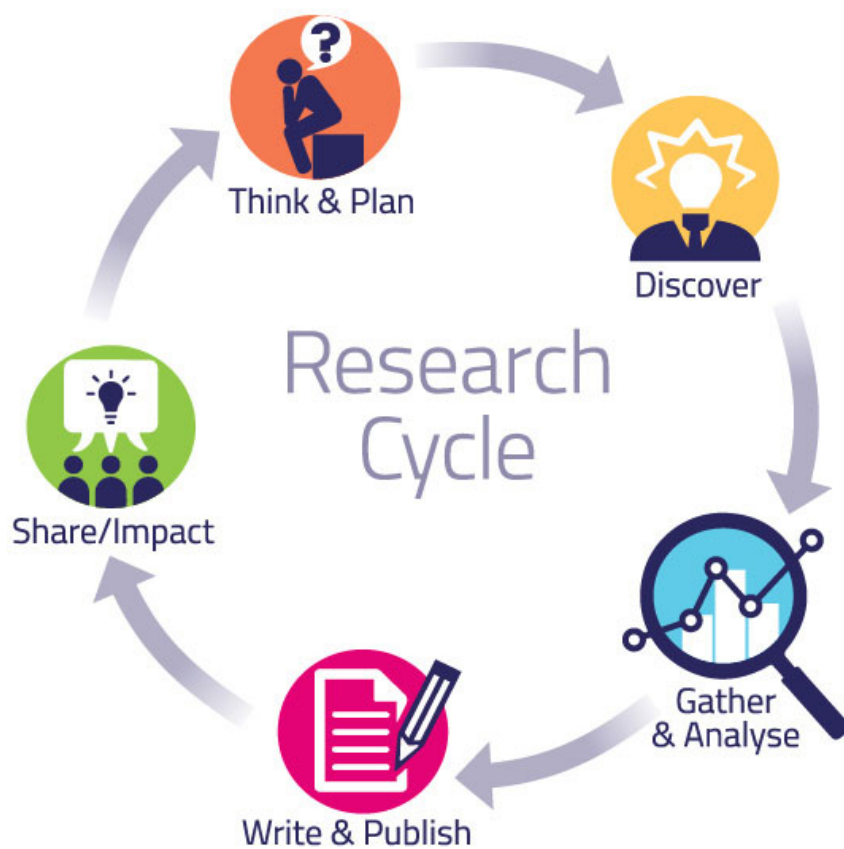 ?
Think & Plan
Discover
Research
Cycle
Share/Impact
Gather
& Analyse
Write & Publish